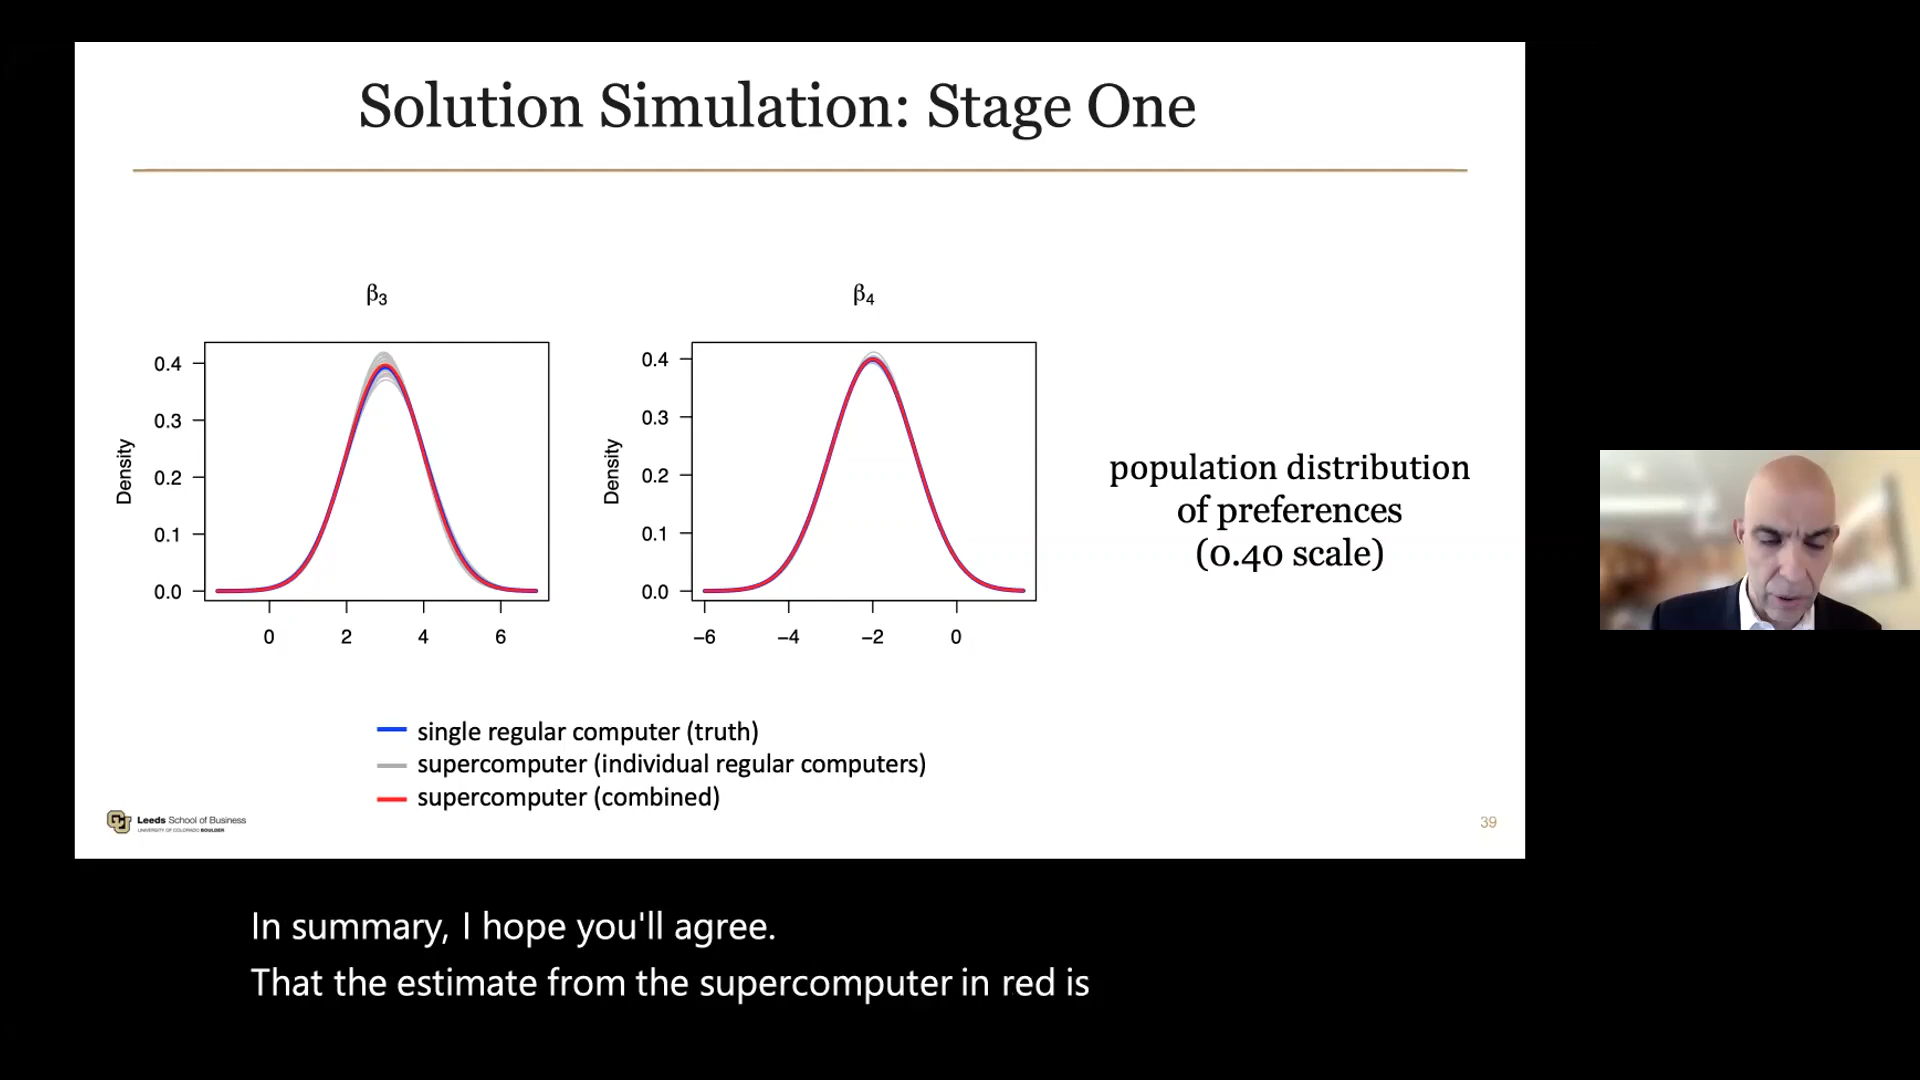 Solution Simulation: Stage One
β3
β4
Density
0.4
0.3
0.2
0.1
0.0
0 2 4 6
Density
0.4
0.3
0.2
0.1
0.0
−6 −4 −2 0
population distribution
of preferences
(0.40 scale)
single regular computer (truth)
supercomputer (individual regular computers)
supercomputer (combined)
Leeds School of Business
UNIVERSITY OF COLORADO BOULDER
39
In summary, I hope you'll agree.
That the estimate from the supercomputer in red is